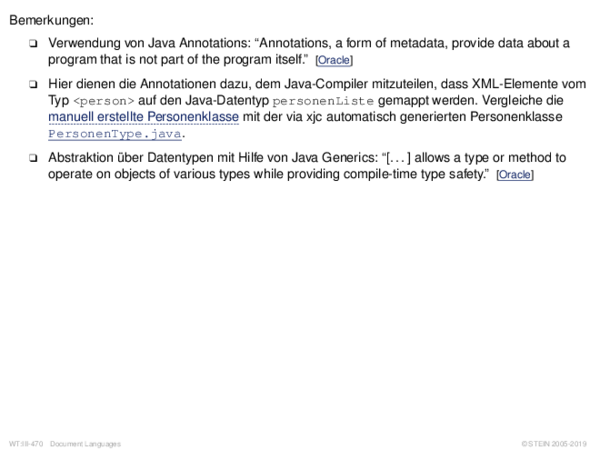 Bemerkungen:
❑ Verwendung von Java Annotations: “Annotations, a form of metadata, provide data about a
program that is not part of the program itself.” [Oracle]
❑ Hier dienen die Annotationen dazu, dem Java-Compiler mitzuteilen, dass XML-Elemente vom
Typ <person> auf den Java-Datentyp personenListe gemappt werden. Vergleiche die
manuell erstellte Personenklasse mit der via xjc automatisch generierten Personenklasse
PersonenType.java.
❑ Abstraktion über Datentypen mit Hilfe von Java Generics: “[. . . ] allows a type or method to
operate on objects of various types while providing compile-time type safety.” [Oracle]
WT:III-470 Document Languages © STEIN 2005-2019